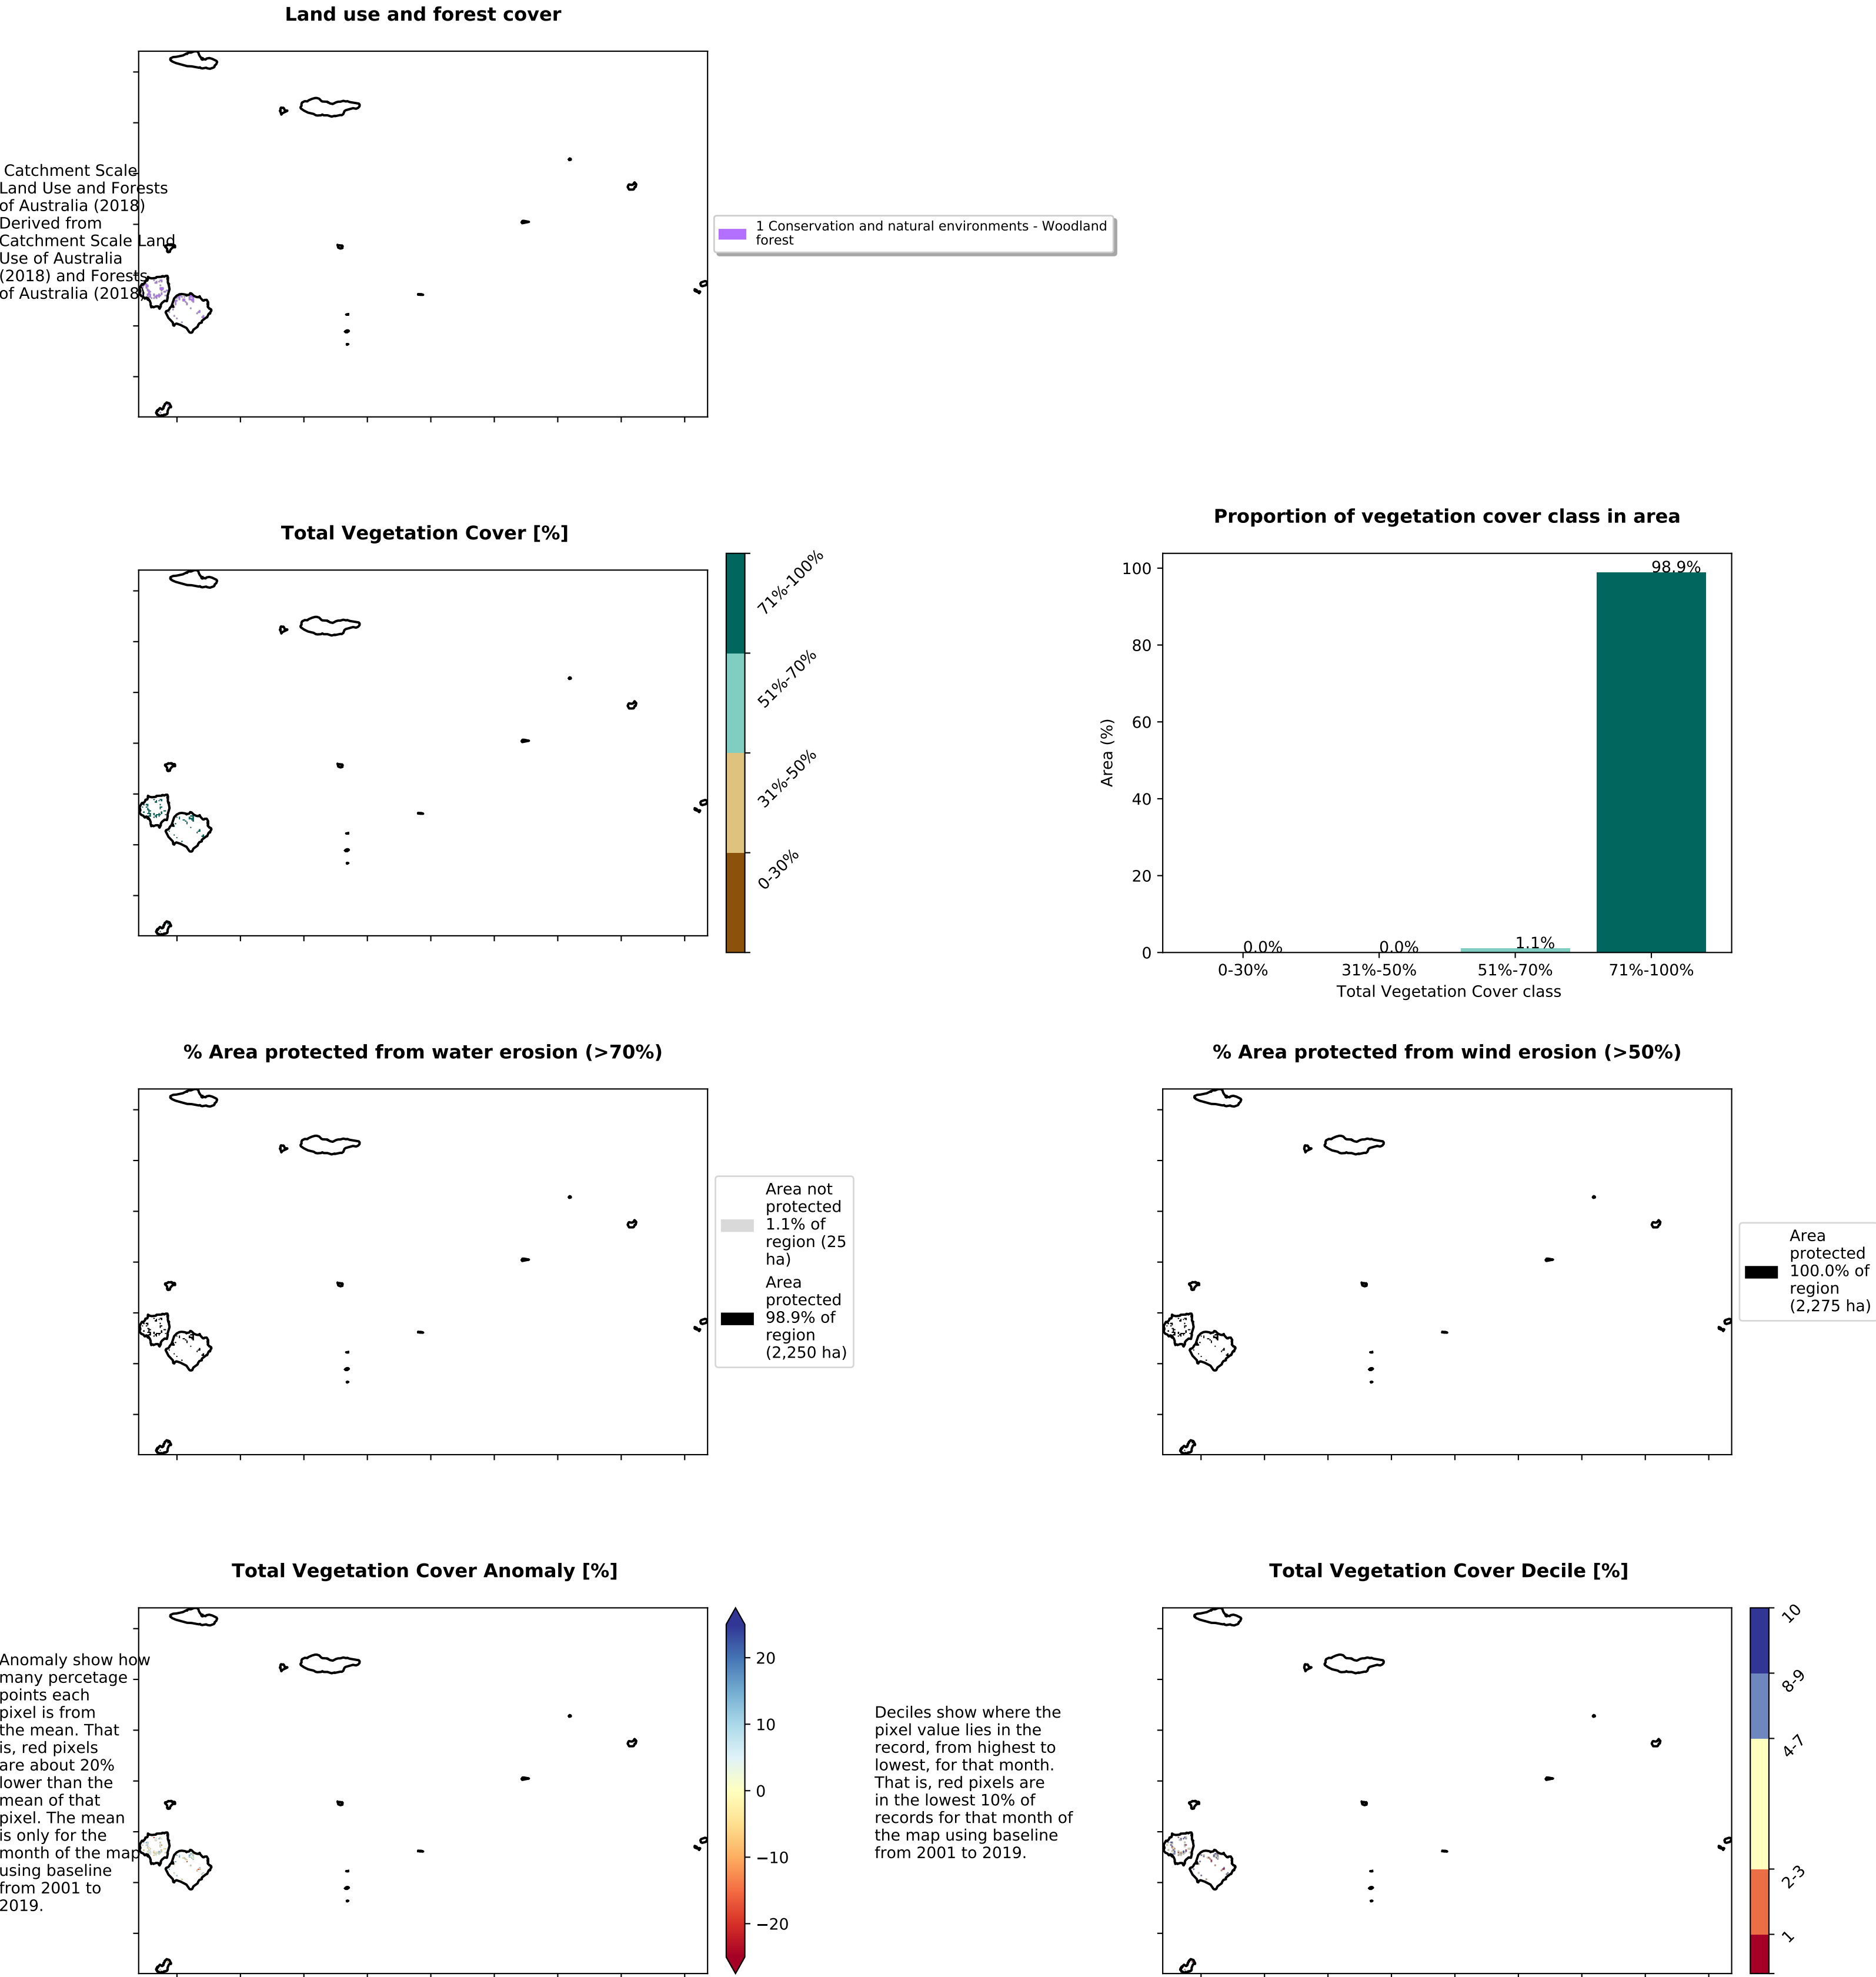 Land use and forest cover
Catchment Scale
Land Use and Forests
of Australia (2018)
Derived from
Catchment Scale Land
Use of Australia
(2018) and Forests
of Australia (2018)
1 Conservation and natural environments - Woodland
forest
Total Vegetation Cover [%]
71%-100%
51%-70%
31%-50%
0-30%
Proportion of vegetation cover class in area
100
80
60
40
20
0
Area (%)
0.0%
0.0%
1.1%
98.9%
0-30%
31%-50%
51%-70%
71%-100%
Total Vegetation Cover class
% Area protected from water erosion (>70%)
Area not
protected
1.1% of
region (25
ha)
Area
protected
98.9% of
region
(2,250 ha)
% Area protected from wind erosion (>50%)
Area
protected
100.0% of
region
(2,275 ha)
Total Vegetation Cover Anomaly [%]
Anomaly show how
many percetage
points each
pixel is from
the mean. That
is, red pixels
are about 20%
lower than the
mean of that
pixel. The mean
is only for the
month of the map
using baseline
from 2001 to
2019.
20
10
0
−10
−20
Total Vegetation Cover Decile [%]
Deciles show where the
pixel value lies in the
record, from highest to
lowest, for that month.
That is, red pixels are
in the lowest 10% of
records for that month of
the map using baseline
from 2001 to 2019.
10
8-9
4-7
2-3
1